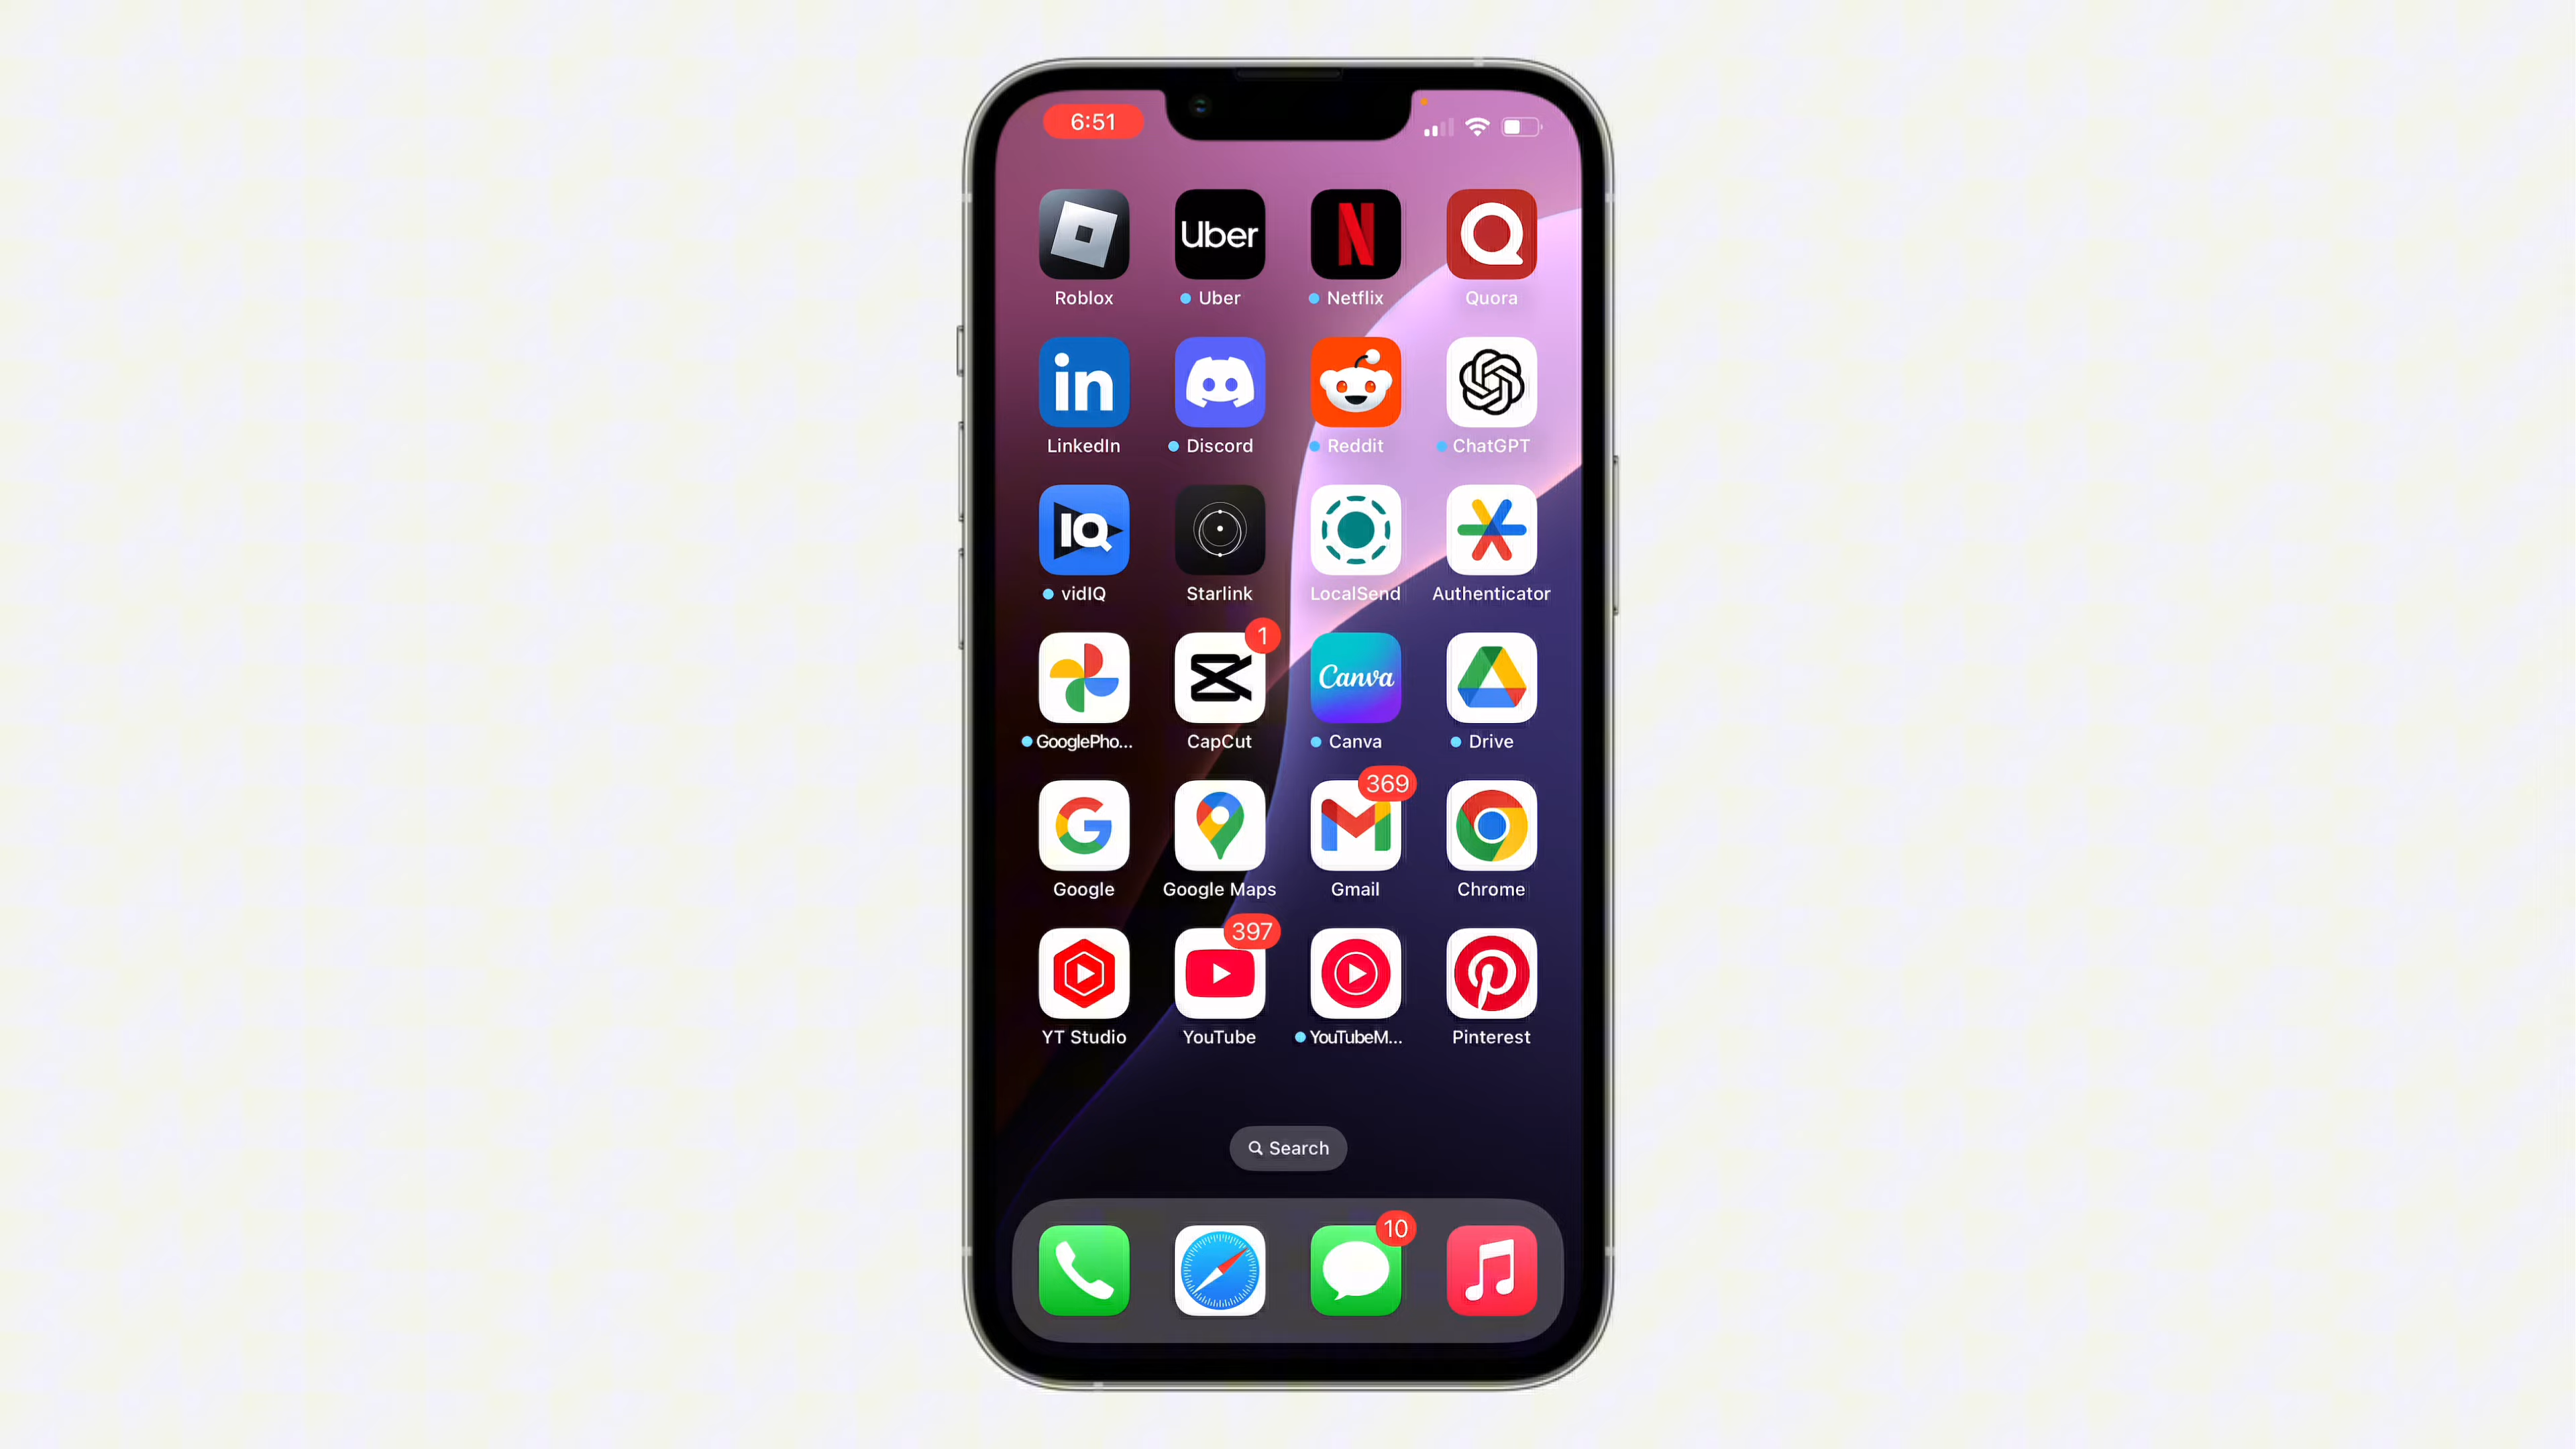 6:51
Uber
Roblox
Uber
Netflix
Quora
in
LinkedIn
Discord
Reddit
ChatGPT
IQ
vidIQ
Starlink
LocalSend
Authenticator
1
Canva
GooglePho...
CapCut
Canva
Drive
369
Google
Google Maps
Gmail
Chrome
397
YT Studio
YouTube
YouTubeM...
Pinterest
Search
10